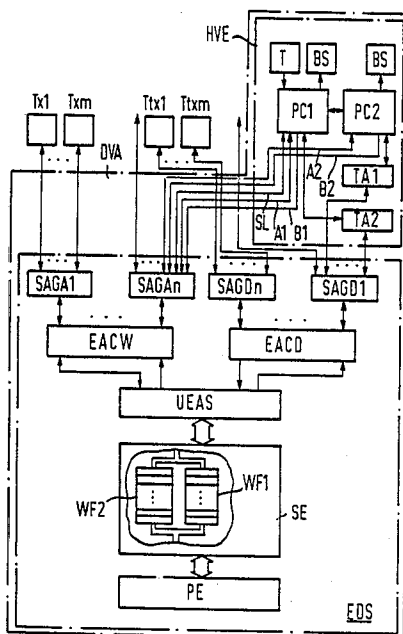 HVE
T
BS
BS
Tx1
Txm
Ttx1
Ttxm
PC1
PC2
DVA
A2
B2
TA1
SL
A1
B1
TA2
SAGA1
SAGAn
SAGDn
SAGD1
EACW
EACD
UEAS
WF2
WF1
SE
PE
EDS